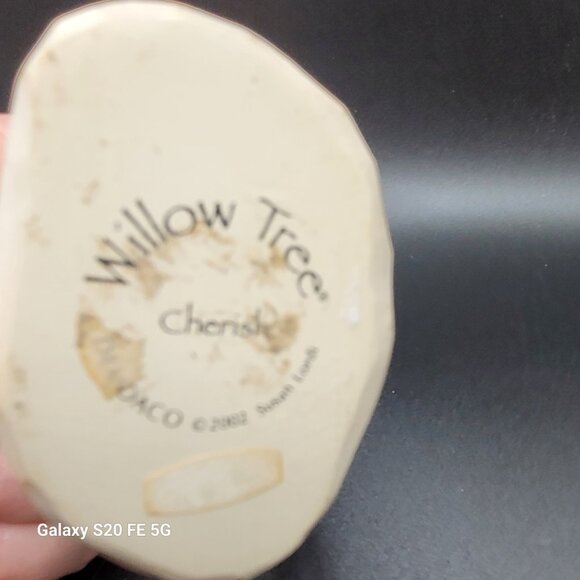 Willow Tree®
Cherish
DACO ©2002 Susan Lordi
Galaxy S20 FE 5G